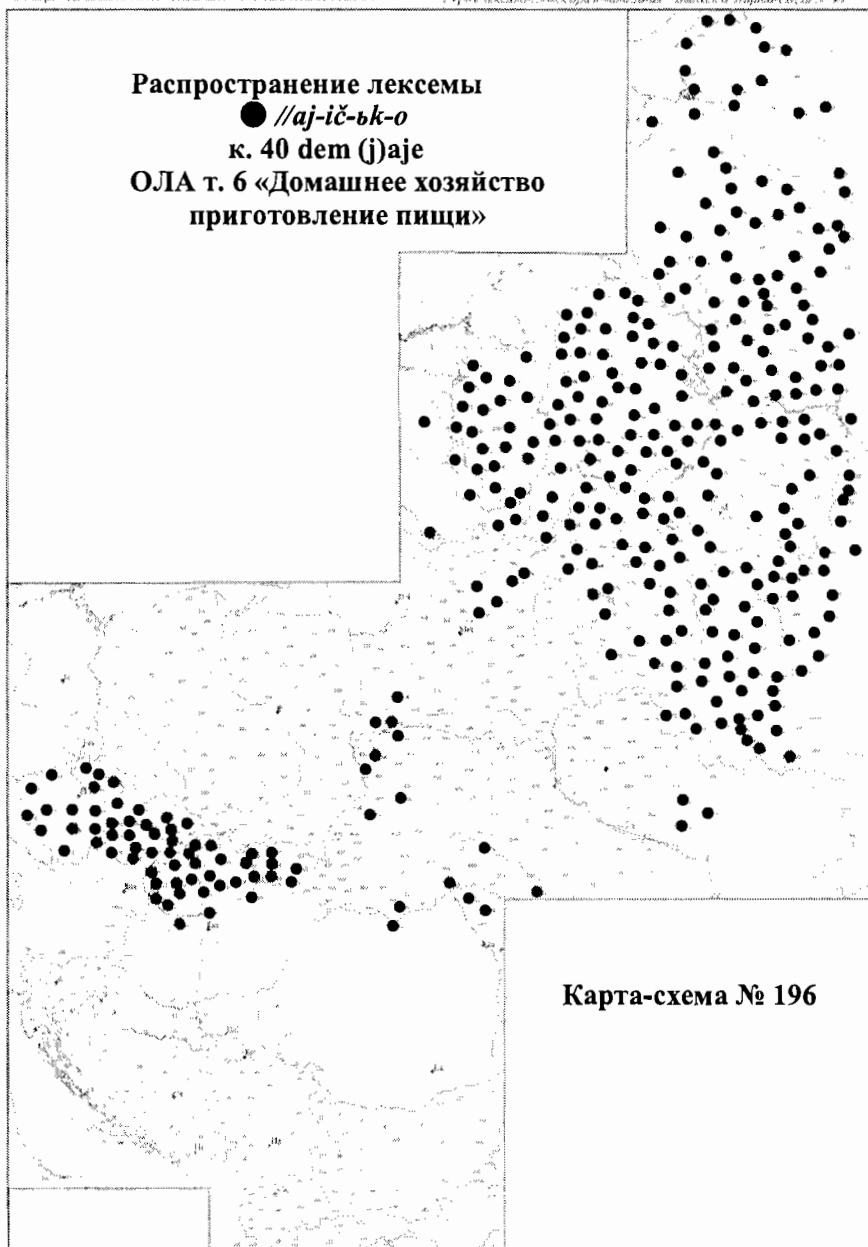 Распространение лексемы
● //aj-ič-ьk-o
к. 40 dem (j)aje
ОЛА т. 6 «Домашнее хозяйство
приготовление пищи»
Карта-схема № 196